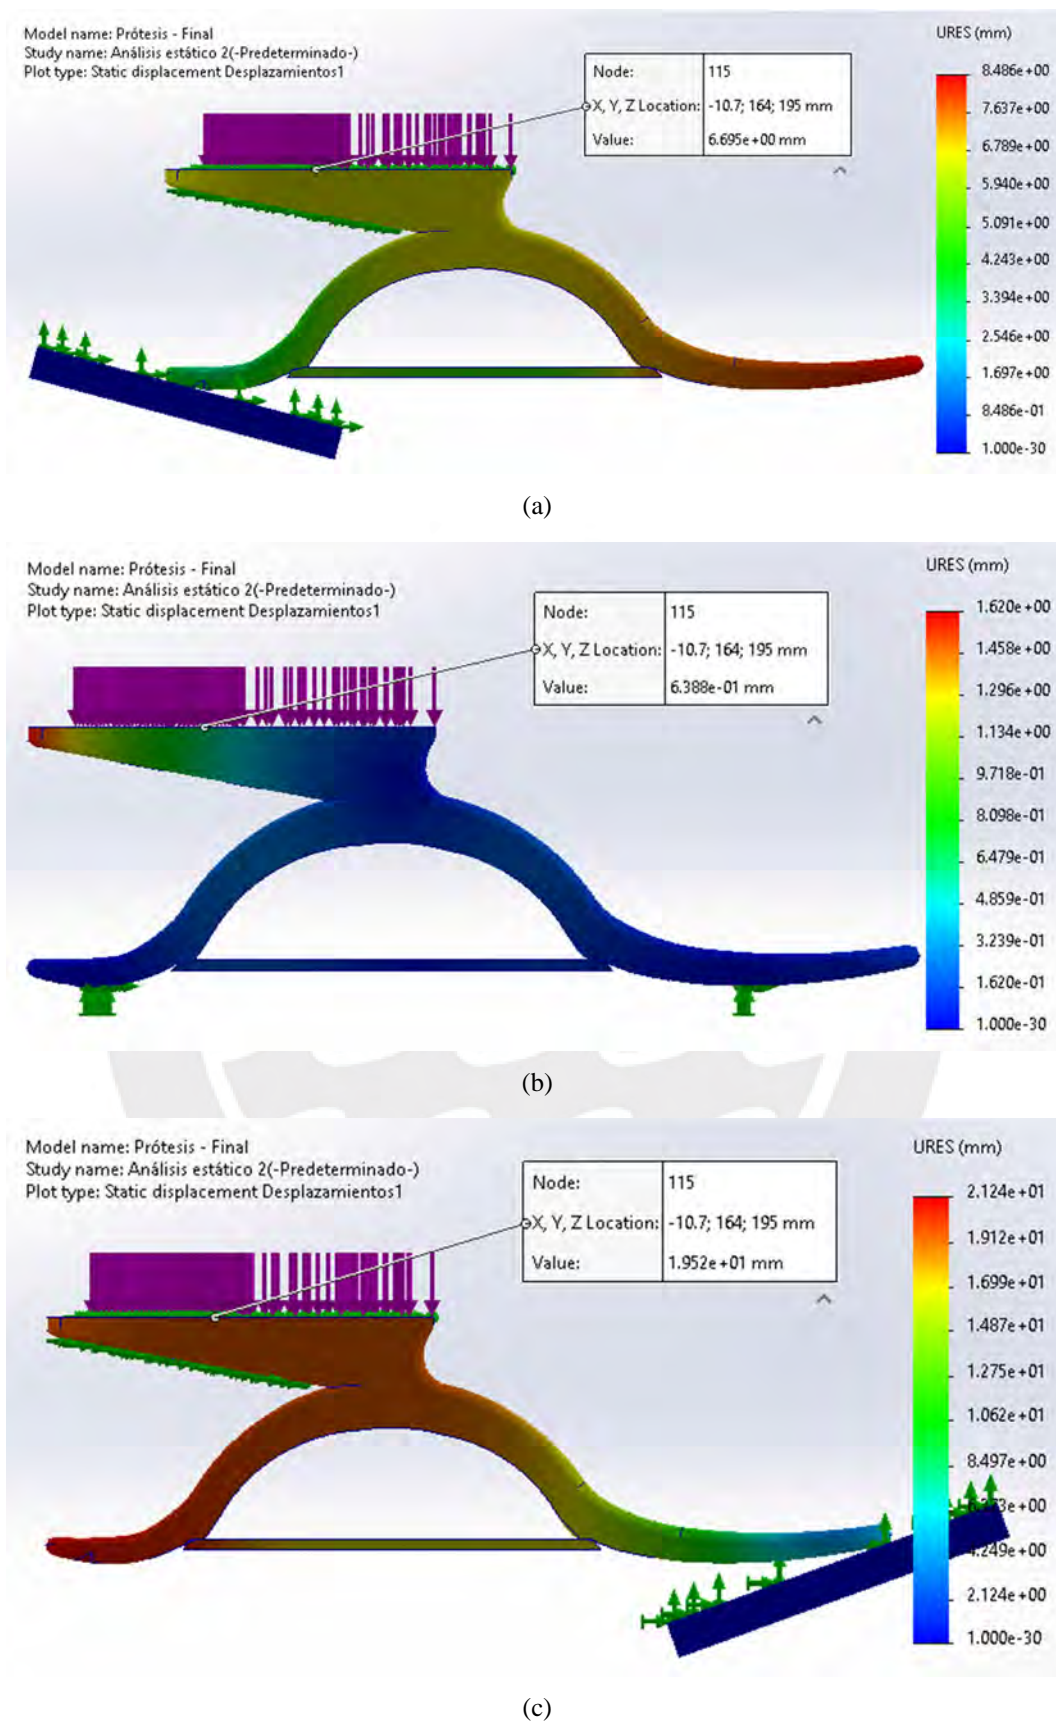 Model name: Prótesis - Final
Study name: Análisis estático 2(-Predeterminado-)
Plot type: Static displacement Desplazamientos1
Node: 115
X, Y, Z Location: -10.7; 164; 195 mm
Value: 6.695e+00 mm
URES (mm)
8.486e+00
7.637e+00
6.789e+00
5.940e+00
5.091e+00
4.243e+00
3.394e+00
2.546e+00
1.697e+00
8.486e-01
1.000e-30
(a)
Model name: Prótesis - Final
Study name: Análisis estático 2(-Predeterminado-)
Plot type: Static displacement Desplazamientos1
Node: 115
X, Y, Z Location: -10.7; 164; 195 mm
Value: 6.388e-01 mm
URES (mm)
1.620e+00
1.458e+00
1.296e+00
1.134e+00
9.718e-01
8.098e-01
6.479e-01
4.859e-01
3.239e-01
1.620e-01
1.000e-30
(b)
Model name: Prótesis - Final
Study name: Análisis estático 2(-Predeterminado-)
Plot type: Static displacement Desplazamientos1
Node: 115
X, Y, Z Location: -10.7; 164; 195 mm
Value: 1.952e+01 mm
URES (mm)
2.124e+01
1.912e+01
1.699e+01
1.487e+01
1.275e+01
1.062e+01
8.497e+00
4.249e+00
2.124e+00
1.000e-30
(c)